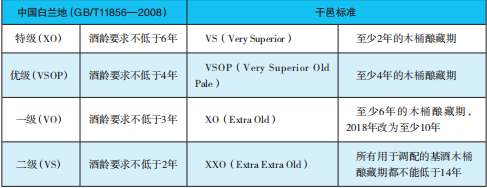 中国白兰地（GB/T11856—2008） 干邑标准
特级（XO） 酒龄要求不低于6年 VS（Very Superior） 至少2年的木桶酿藏期
优级（VSOP） 酒龄要求不低于4年 VSOP（Very Superior Old
Pale） 至少4年的木桶酿藏期
一级（VO） 酒龄要求不低于3年 XO（Extra Old） 至少6年的木桶酿藏期，
2018年改为至少10年
二级（VS） 酒龄要求不低于2年 XXO（Extra Extra Old） 所有用于调配的基酒木桶
酿藏期都不能低于14年